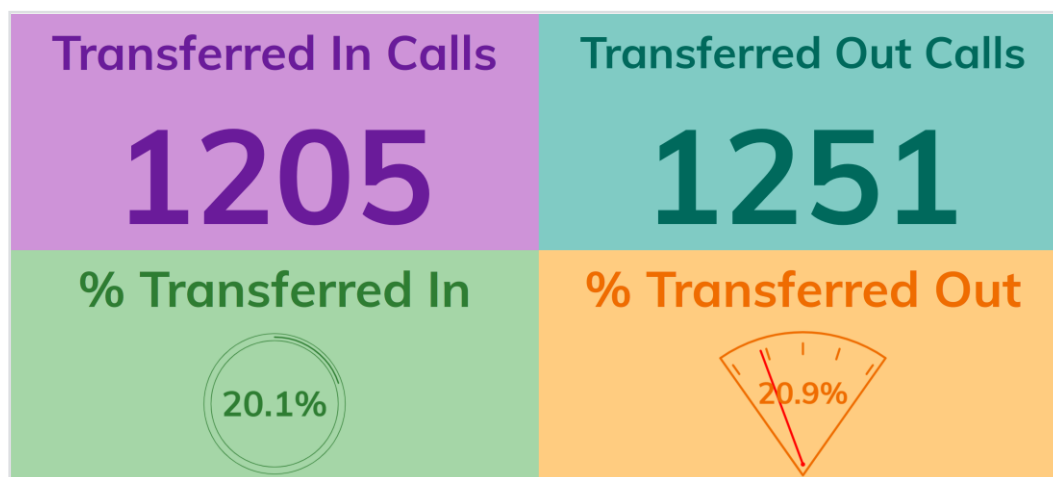 Transferred In Calls
1205
Transferred Out Calls
1251
% Transferred In
20.1%
% Transferred Out
20.9%